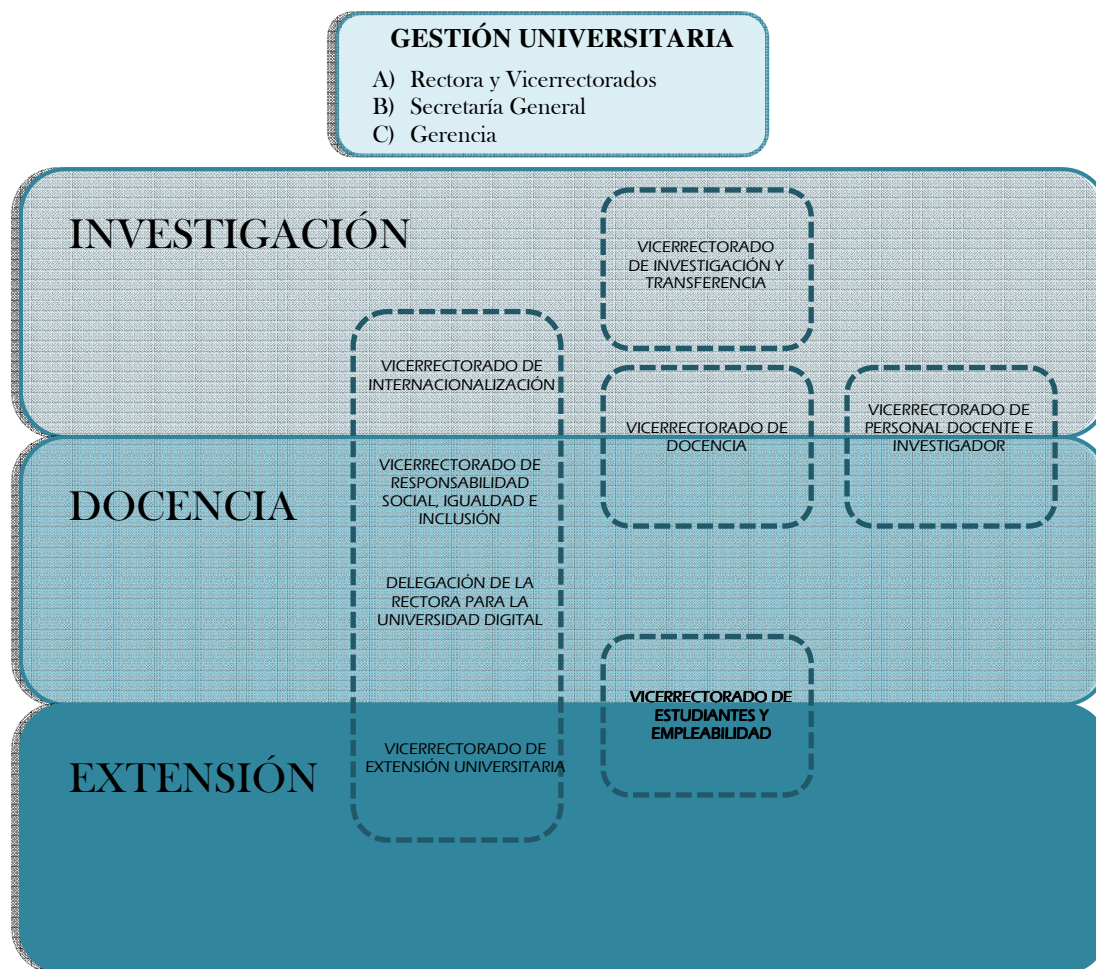 GESTIÓN UNIVERSITARIA
A) Rectora y Vicerrectorados
B) Secretaría General
C) Gerencia
INVESTIGACIÓN
VICERRECTORADO
DE INVESTIGACIÓN Y
TRANSFERENCIA
VICERRECTORADO DE
INTERNACIONALIZACIÓN
VICERRECTORADO DE
DOCENCIA
VICERRECTORADO DE
PERSONAL DOCENTE E
INVESTIGADOR
DOCENCIA
VICERRECTORADO DE
RESPONSABILIDAD
SOCIAL, IGUALDAD E
INCLUSIÓN
DELEGACIÓN DE LA
RECTORA PARA LA
UNIVERSIDAD DIGITAL
VICERRECTORADO DE
ESTUDIANTES Y
EMPLEABILIDAD
EXTENSIÓN
VICERRECTORADO DE
EXTENSIÓN UNIVERSITARIA